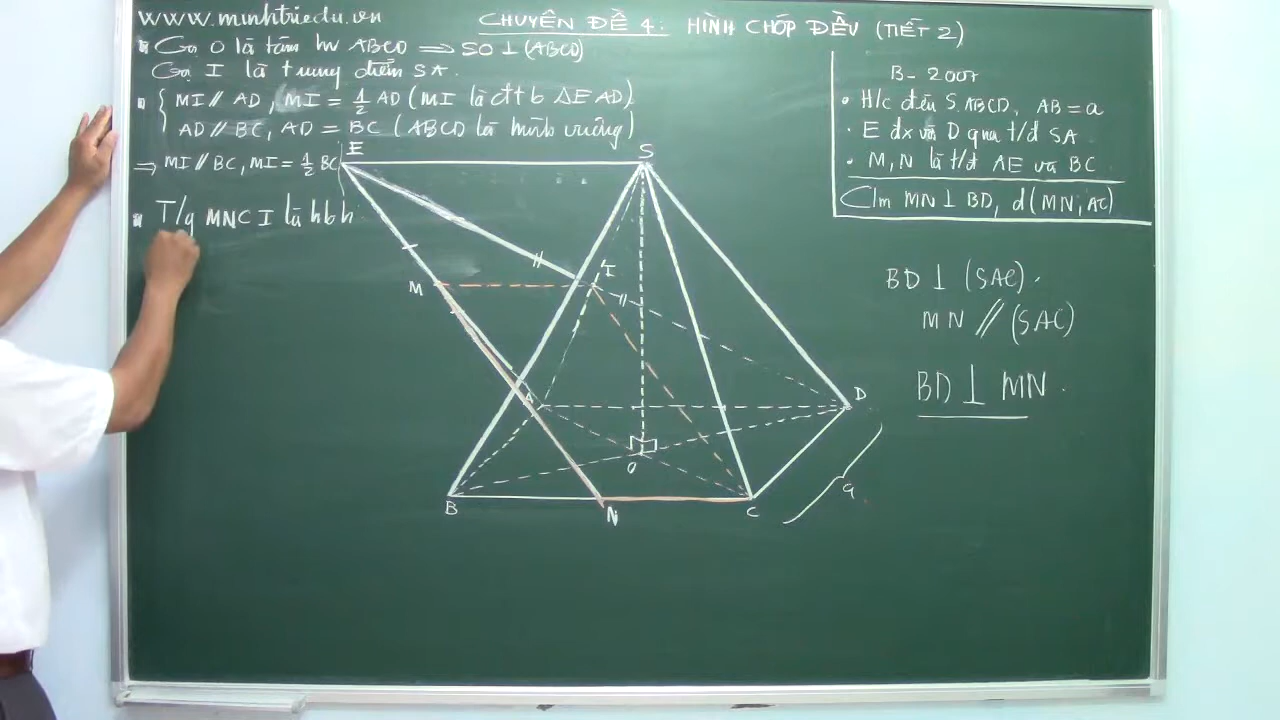 www.minhtriedu.vn
CHUYÊN ĐỀ 4: HÌNH CHÓP ĐỀU (TIẾT 2)
Gọi O là tâm hv ABCD ⟹ SO ⊥ (ABCD)
Gọi I là trung điểm SA.
MI // AD, MI = 1/2 AD (MI là đtb ΔEAD)
AD // BC, AD = BC (ABCD là hình vuông)
⇒ MI // BC, MI = 1/2 BC
T/g MNCI là hbh
B-2007
• H/c đều SABCD, AB = a
• E đx với D qua t/đ SA
• M, N là t/đ AE và BC
C/m MN ⊥ BD, d(MN, AC)
BD ⊥ (SAC).
MN // (SAC)
BD ⊥ MN.
E
S
I
M
A
D
O
B
N
C
a